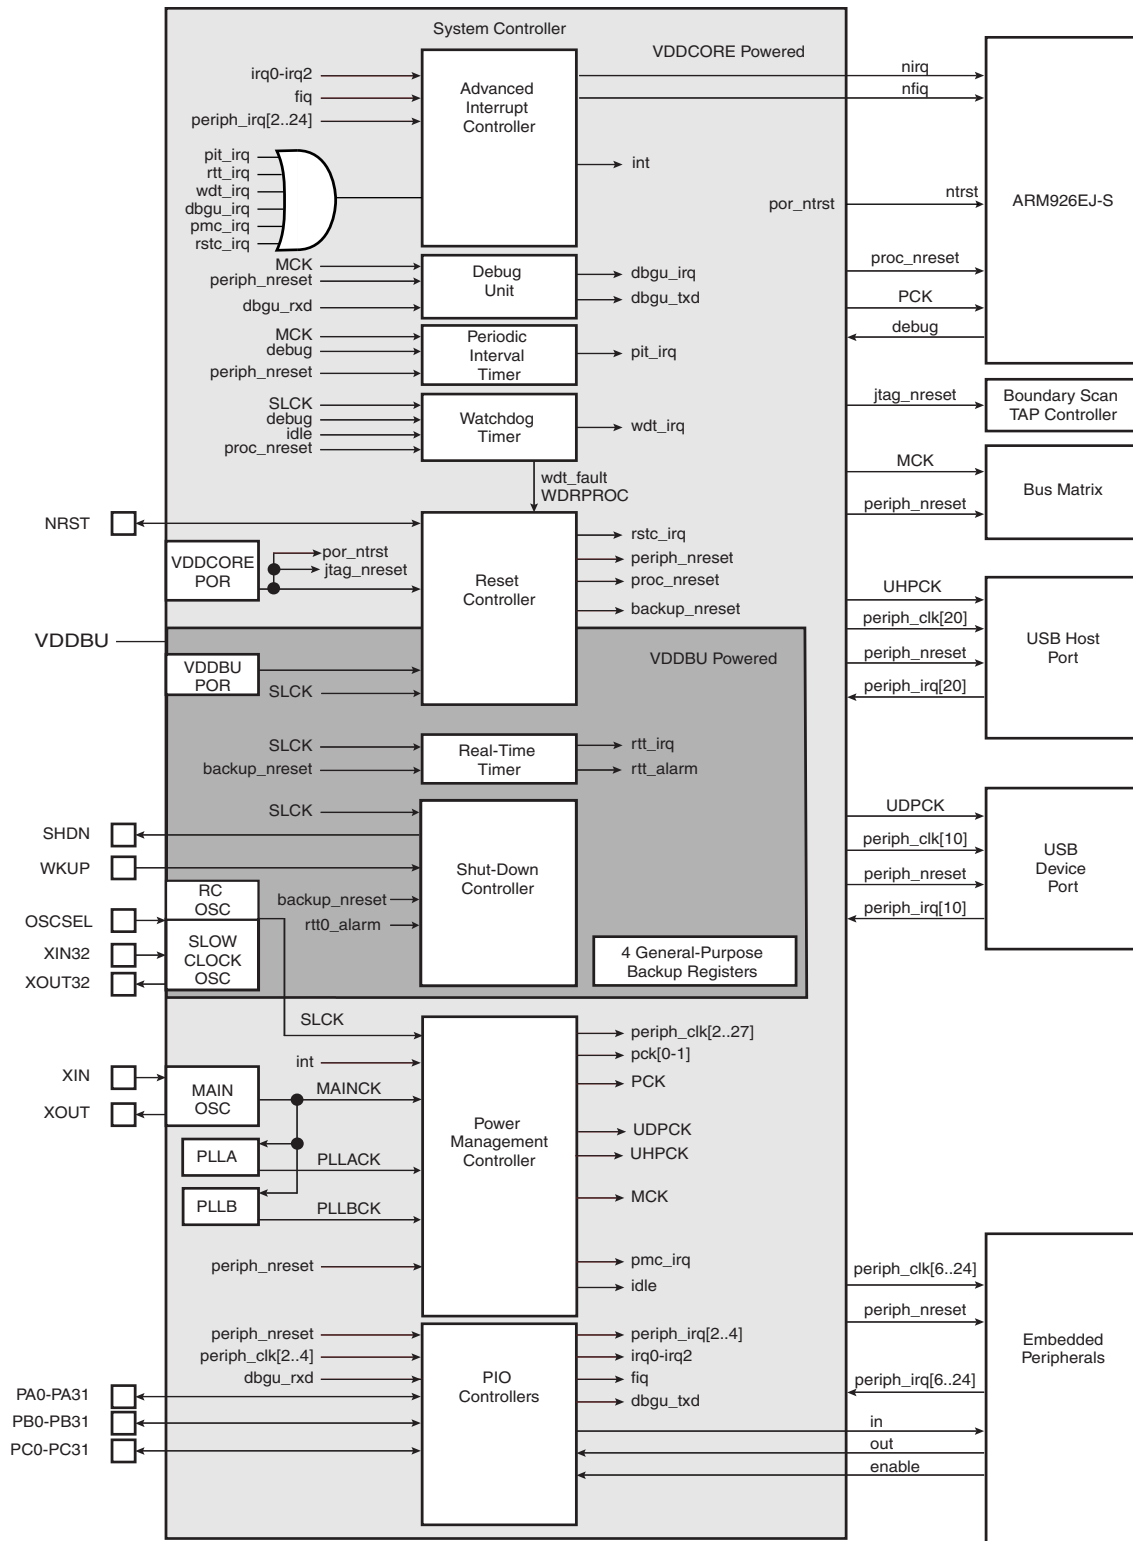 System Controller
VDDCORE Powered
irq0-irq2
fiq
periph_irq[2..24]
Advanced
Interrupt
Controller
nirq
nfiq
int
pit_irq
rtt_irq
wdt_irq
dbgu_irq
pmc_irq
rstc_irq
por_ntrst
ntrst
ARM926EJ-S
MCK
periph_nreset
dbgu_rxd
Debug
Unit
dbgu_irq
dbgu_txd
proc_nreset
PCK
debug
MCK
debug
periph_nreset
Periodic
Interval
Timer
pit_irq
SLCK
debug
idle
proc_nreset
Watchdog
Timer
wdt_irq
jtag_nreset
Boundary Scan
TAP Controller
wdt_fault
WDRPROC
MCK
periph_nreset
Bus Matrix
NRST
VDDCORE
POR
por_ntrst
jtag_nreset
Reset
Controller
rstc_irq
periph_nreset
proc_nreset
backup_nreset
UHPCK
periph_clk[20]
periph_nreset
periph_irq[20]
USB Host
Port
VDDBU
VDDBU Powered
VDDBU
POR
SLCK
SLCK
backup_nreset
Real-Time
Timer
rtt_irq
rtt_alarm
SLCK
SHDN
WKUP
backup_nreset
rtt0_alarm
Shut-Down
Controller
UDPCK
periph_clk[10]
periph_nreset
periph_irq[10]
USB
Device
Port
RC
OSC
OSCSEL
XIN32
XOUT32
SLOW
CLOCK
OSC
4 General-Purpose
Backup Registers
SLCK
int
XIN
XOUT
MAIN
OSC
MAINCK
PLLA
PLLACK
PLLB
PLLBCK
periph_nreset
Power
Management
Controller
periph_clk[2..27]
pck[0-1]
PCK
UDPCK
UHPCK
MCK
pmc_irq
idle
periph_nreset
periph_clk[2..4]
dbgu_rxd
PA0-PA31
PB0-PB31
PC0-PC31
PIO
Controllers
periph_irq[2..4]
irq0-irq2
fiq
dbgu_txd
periph_clk[6..24]
periph_nreset
periph_irq[6..24]
in
out
enable
Embedded
Peripherals